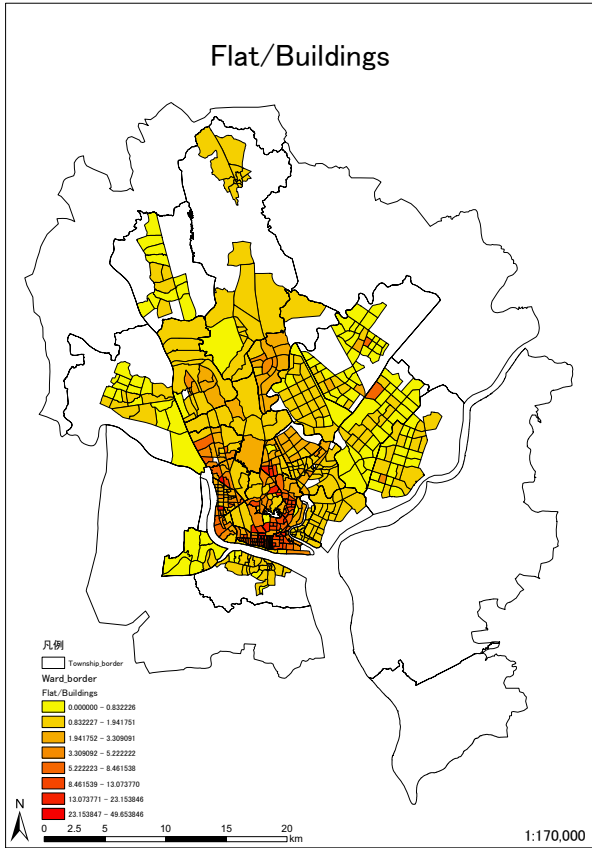 Flat/Buildings
凡例
Township_border
Ward_border
Flat/Buildings
0.000000 - 0.832226
0.832227 - 1.941751
1.941752 - 3.309091
3.309092 - 5.222222
5.222223 - 8.461538
8.461539 - 13.073770
13.073771 - 23.153846
23.153847 - 49.653846
N
0 2.5 5 10 15 20
km
1:170,000